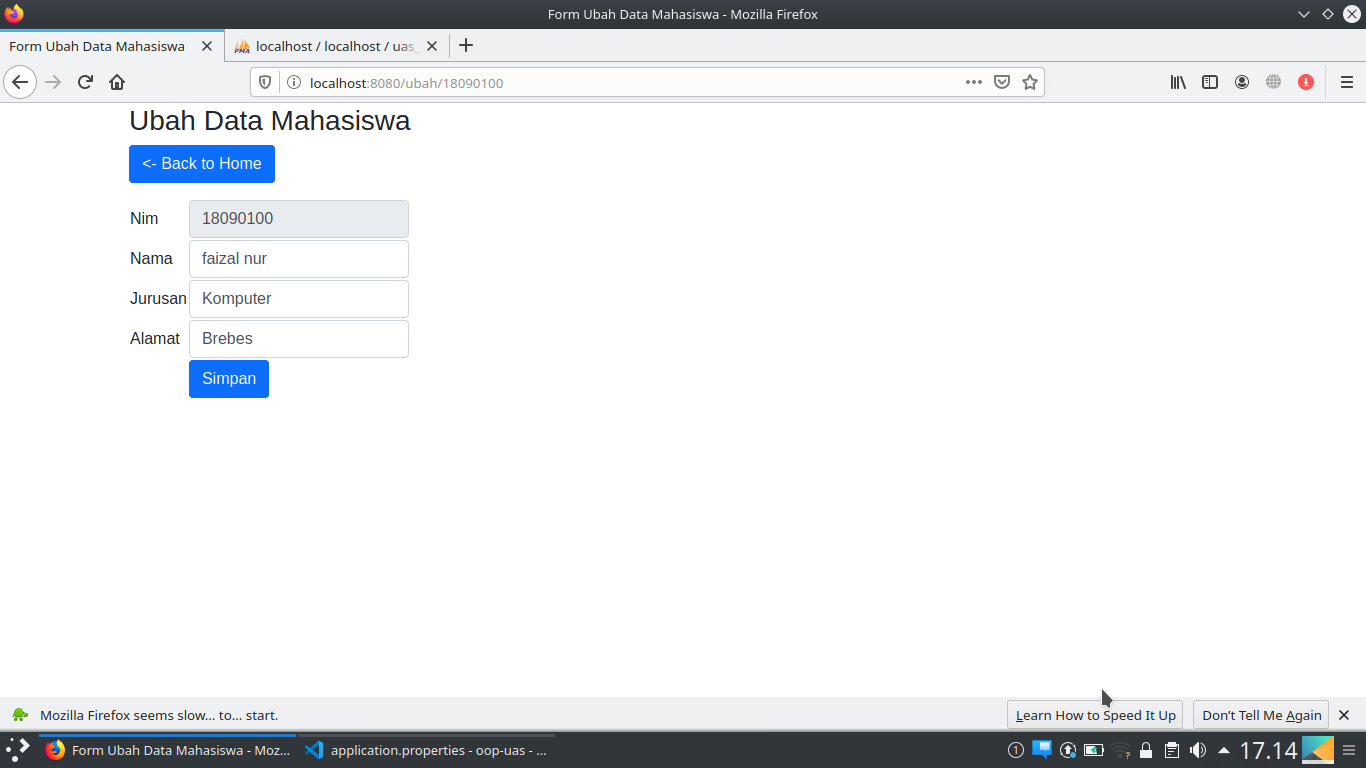 Form Ubah Data Mahasiswa - Mozilla Firefox
Form Ubah Data Mahasiswa
PMA localhost / localhost / uas_
localhost:8080/ubah/18090100
Ubah Data Mahasiswa
<- Back to Home
Nim 18090100
Nama faizal nur
Jurusan Komputer
Alamat Brebes
Simpan
Mozilla Firefox seems slow... to... start.
Learn How to Speed It Up
Don't Tell Me Again
Form Ubah Data Mahasiswa - Moz...
application.properties - oop-uas - ...
1
17.14